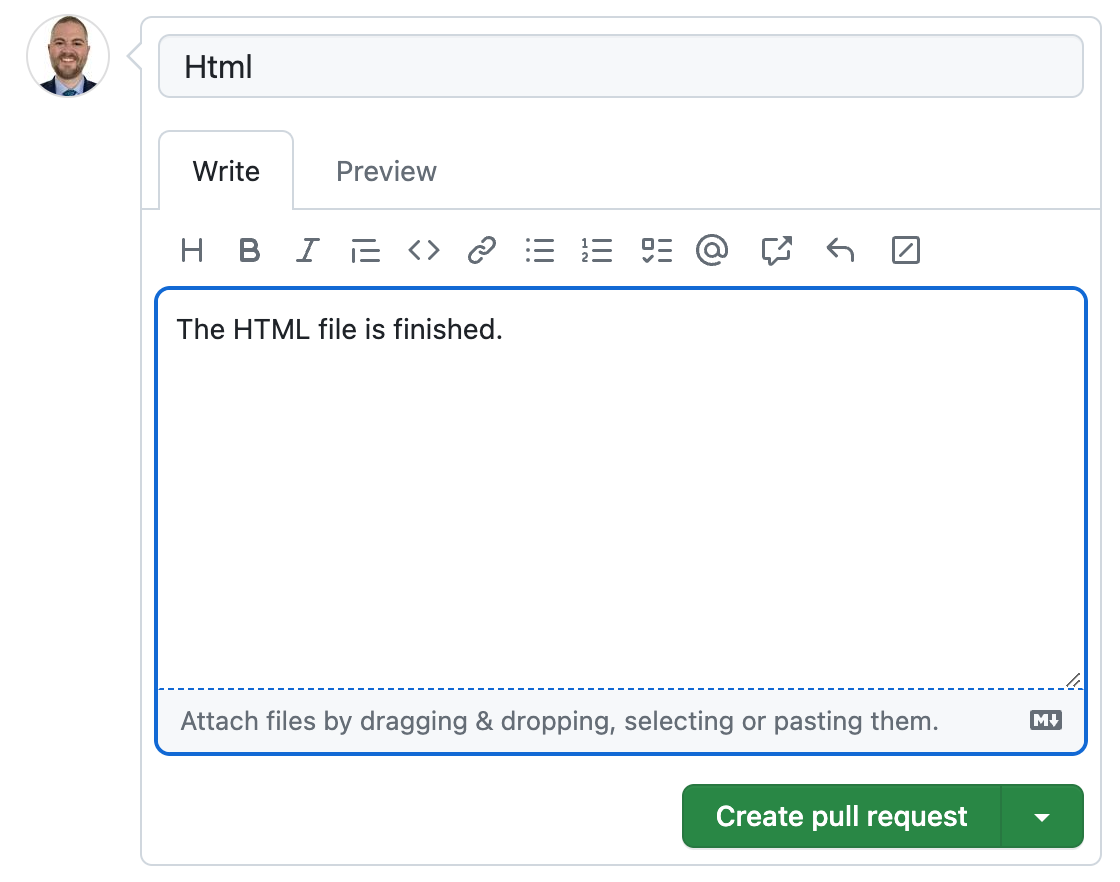 Html
Write Preview
H B I
The HTML file is finished.
Attach files by dragging & dropping, selecting or pasting them. M
Create pull request